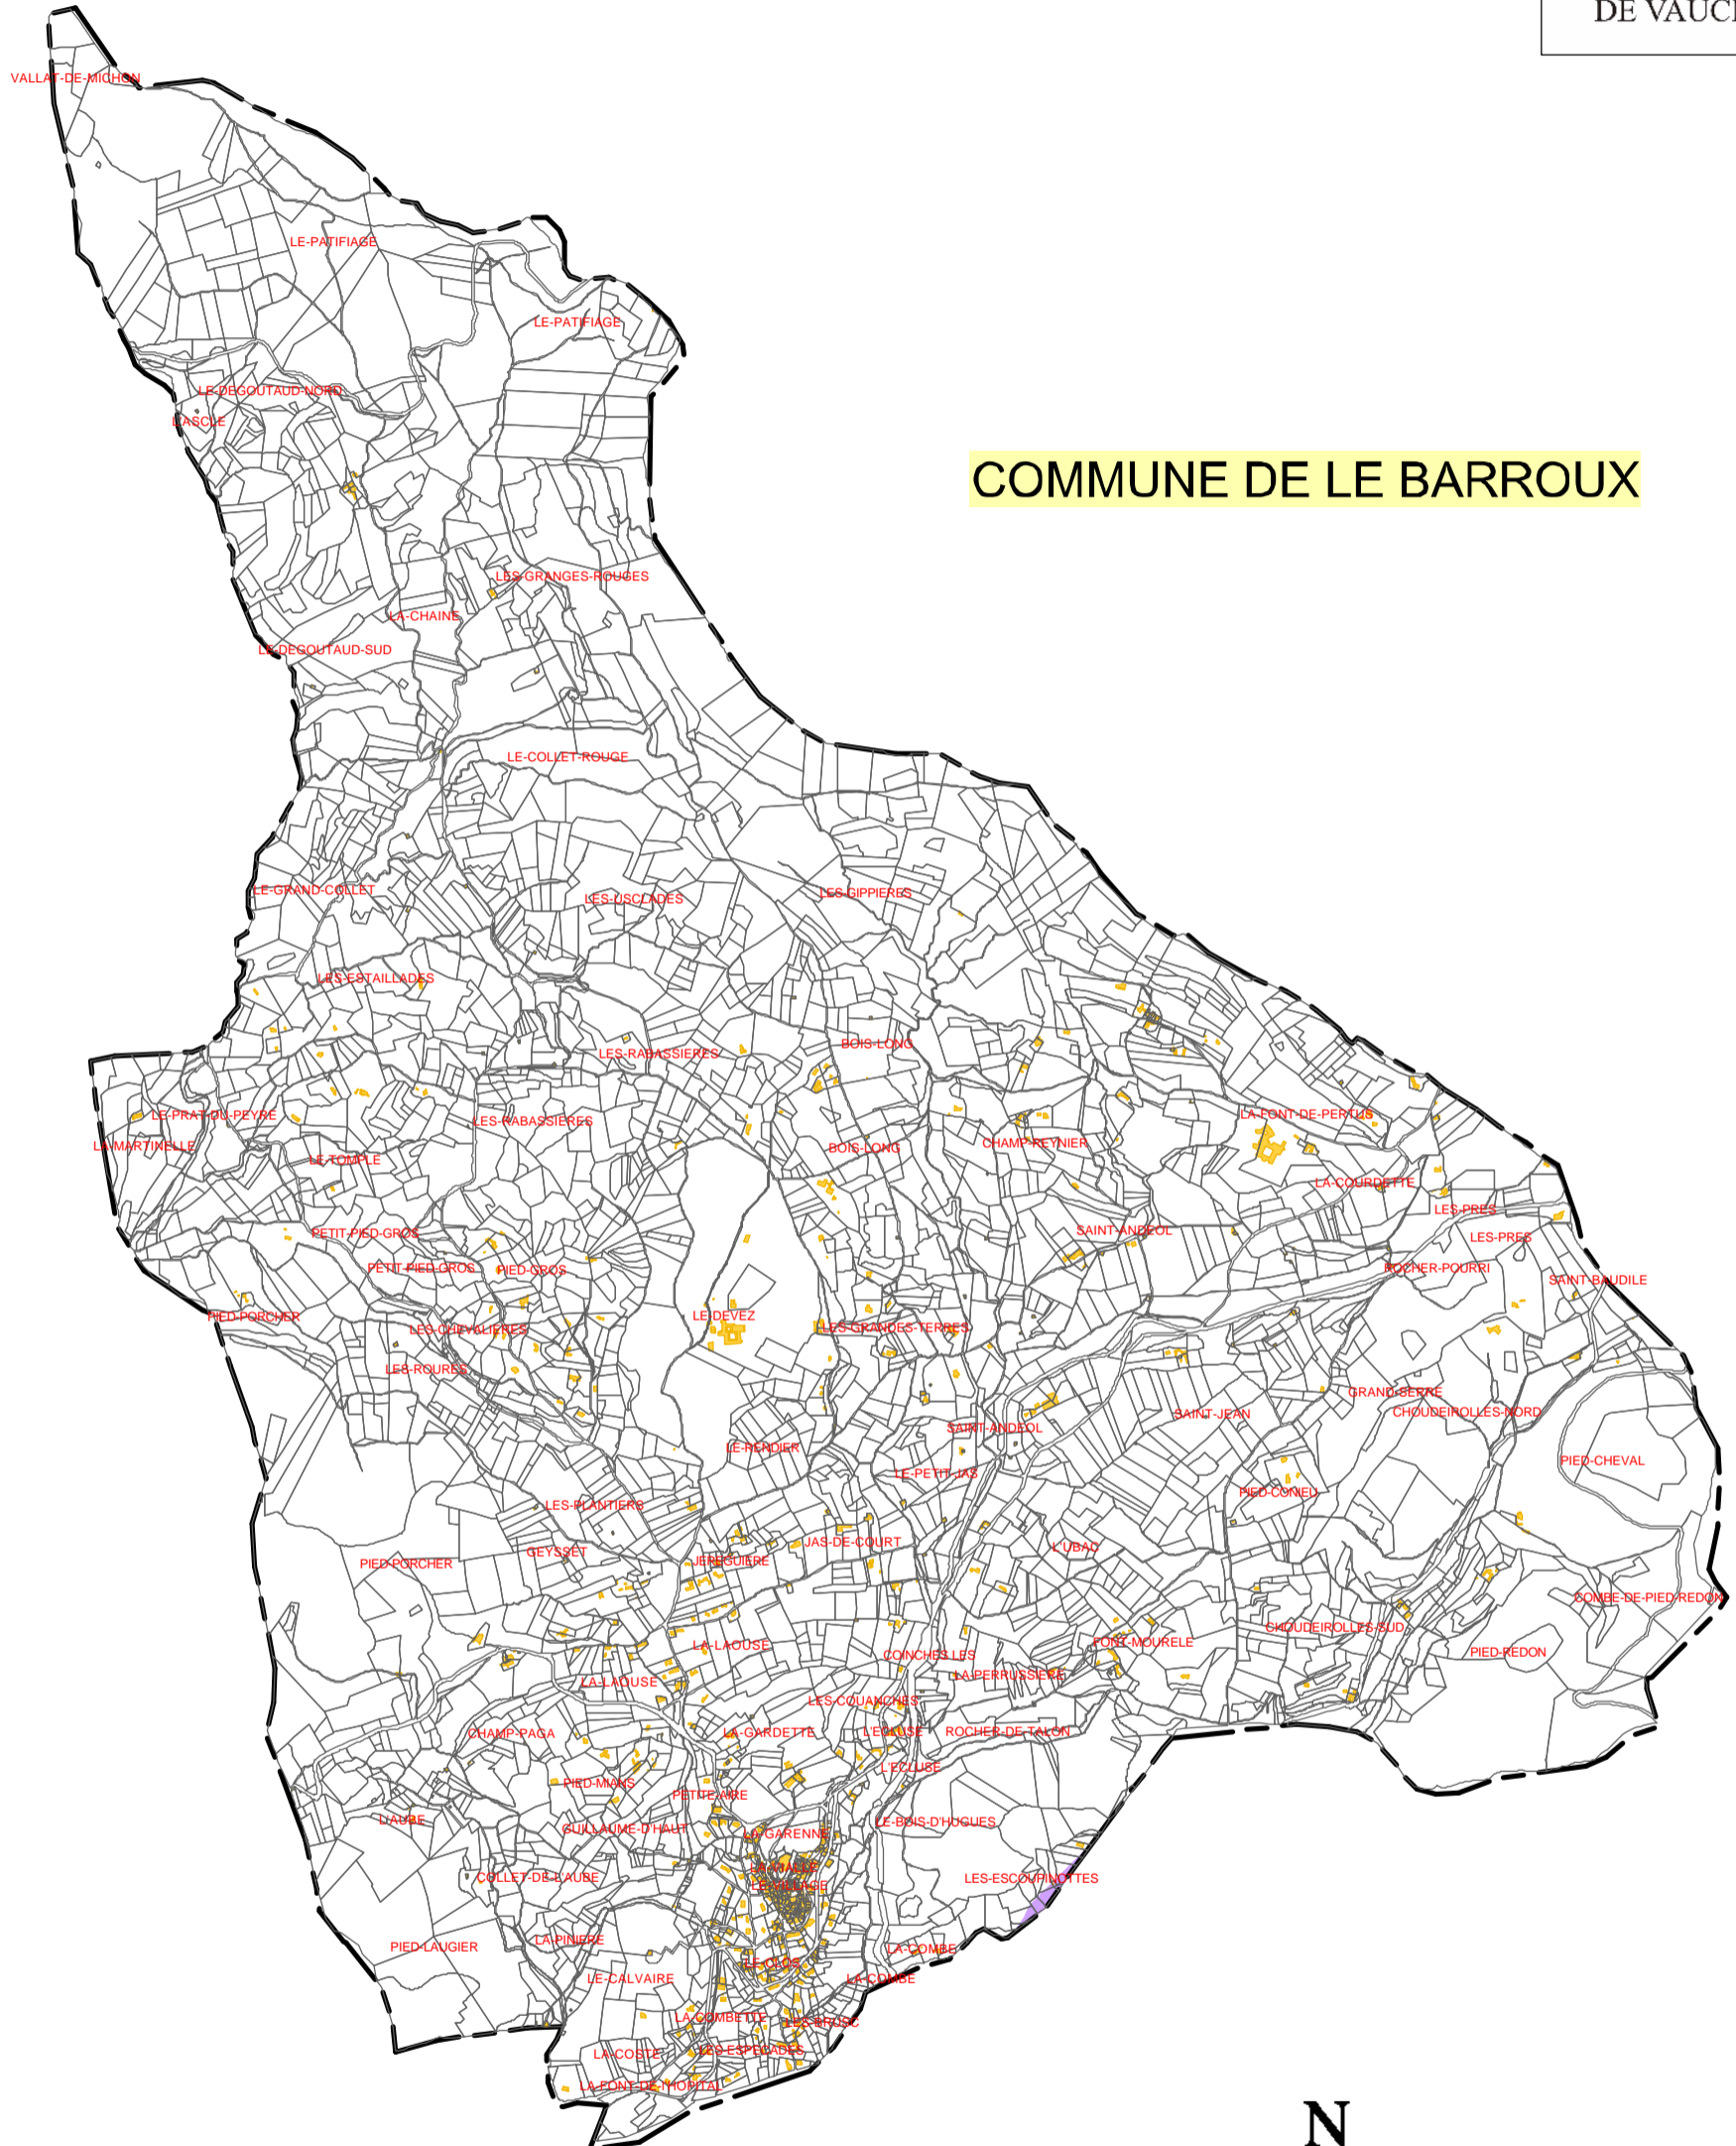 DE VAUCL
VALLAT-DE-MICHON
LE-PATIFIAGE
LE-PATIFIAGE
LE-DEGOUTAUD-NORD
L'ASCLE
COMMUNE DE LE BARROUX
LES-GRANGES-ROUGES
LA-CHAINE
LE-DEGOUTAUD-SUD
LE-COLLET-ROUGE
LE-GRAND-COLLET
LES-USCLADES
LES-GIPPIERES
LES-ESTAILLADES
BOIS-LONG
LES-RABASSIERES
LE-PRAT-DU-PEYRE
LES-RABASSIERES
LA-FONT-DE-PERTUS
LA-MARTINELLE
BOIS-LONG
CHAMP-REYNIER
LE-TOMPLE
LA-COURDETTE
LES-PRES
PETIT-PIED-GROS
SAINT-ANDEOL
LES-PRES
PETIT-PIED-GROS
PIED-GROS
ROCHER-POURRI
SAINT-BAUDILE
PIED-PORCHER
LE-DEVEZ
LES-CHEVALIERES
LES-GRANDES-TERRES
LES-ROURES
GRAND-SERRE
CHOUDEIROLLES-NORD
SAINT-JEAN
SAINT-ANDEOL
LE-RENDIER
PIED-CHEVAL
LE-PETIT-JAS
PIED-CONIEU
LES-PLANTIERS
JAS-DE-COURT
L'UBAC
GEYSSET
PIED-PORCHER
JEREGUIERE
COMBE-DE-PIED-REDON
CHOUDEIROLLES-SUD
LA-LAOUSE
FONT-MOURELE
PIED-REDON
COINCHES LES
LA-PERRUSSIERE
LA-LAOUSE
LES-COUANCHES
CHAMP-PAGA
LA-GARDETTE
L'ECLUSE
ROCHER-DE-TALON
L'ECLUSE
PIED-MIANS
PETITE-AIRE
L'AUBE
GUILLAUME-D'HAUT
LA-GARENNE
LE-BOIS-D'HUGUES
LE-VILLAGE
COLLET-DE-L'AUBE
LES-ESCOUPINOTTES
LA-PINIERE
PIED-LAUGIER
LA-COMBE
LE-CLOS
LE-CALVAIRE
LA-COMBE
LA-COMBETTE
LES-BRUSC
LA-COSTE
LES-ESPECADES
LA-FONT-DE-l'HOPITAL
N